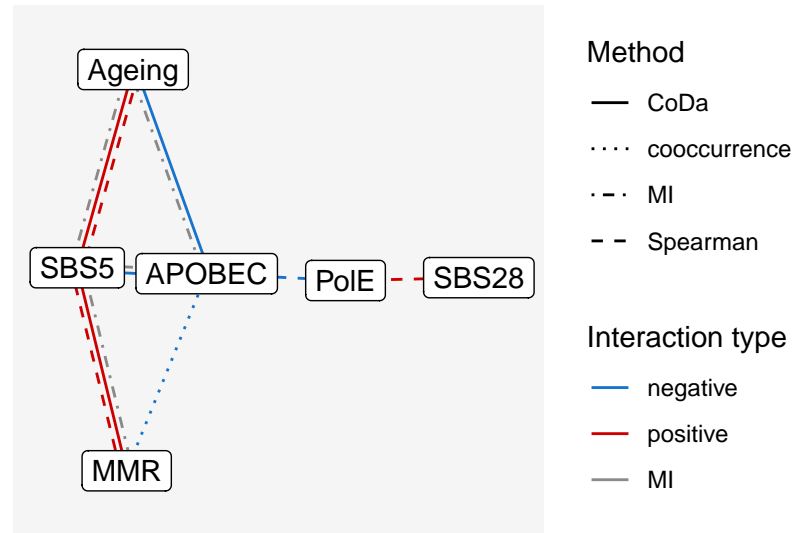 Ageing
SBS5
APOBEC
PolE
SBS28
MMR
Method
CoDa
cooccurrence
MI
Spearman
Interaction type
negative
positive
MI